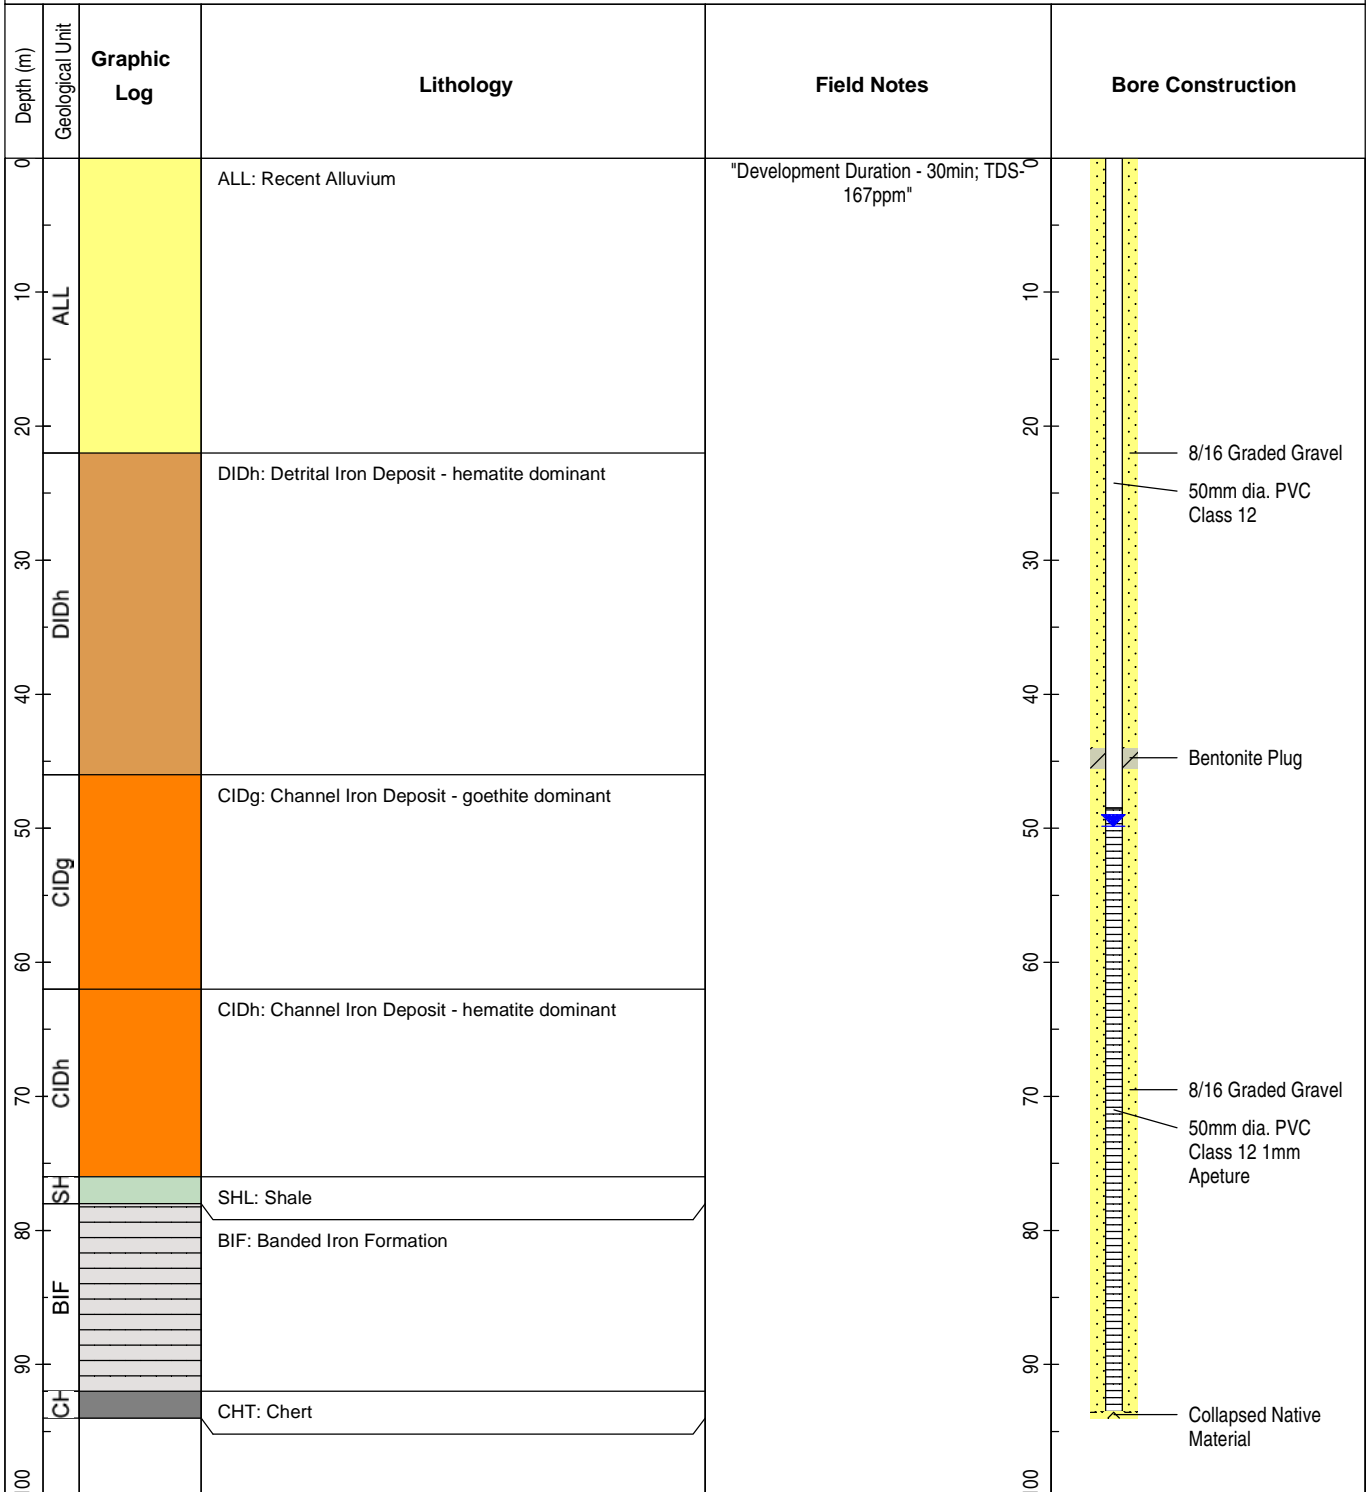 Depth (m)
Geological Unit
Graphic
Log
Lithology
Field Notes
Bore Construction
0
10
20
30
40
50
60
70
80
90
100
ALL
DIDh
CIDg
CIDh
SH
BIF
CH
ALL: Recent Alluvium
DIDh: Detrital Iron Deposit - hematite dominant
CIDg: Channel Iron Deposit - goethite dominant
CIDh: Channel Iron Deposit - hematite dominant
SHL: Shale
BIF: Banded Iron Formation
CHT: Chert
"Development Duration - 30min; TDS-
167ppm"
0
10
20
30
40
50
60
70
80
90
100
8/16 Graded Gravel
50mm dia. PVC
Class 12
Bentonite Plug
8/16 Graded Gravel
50mm dia. PVC
Class 12 1mm
Apeture
Collapsed Native
Material